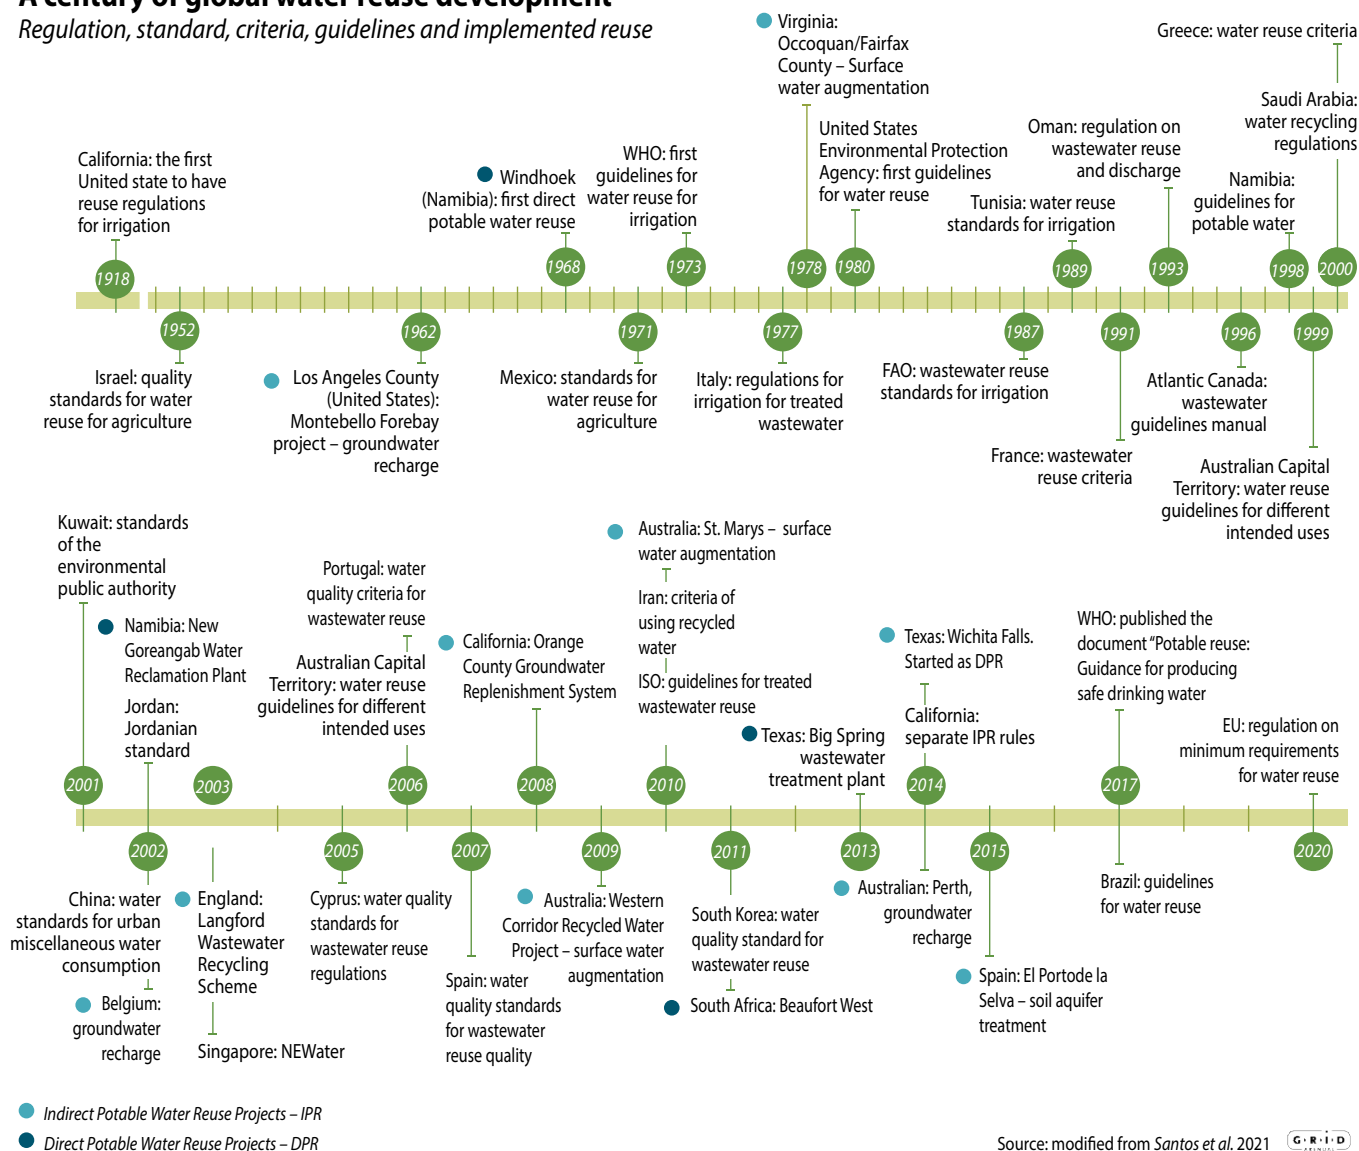 A century of global water reuse development
Regulation, standard, criteria, guidelines and implemented reuse
Virginia:
Occoquan/Fairfax
County – Surface
water augmentation
Greece: water reuse criteria
Saudi Arabia:
water recycling
regulations
United States
Environmental Protection
Agency: first guidelines
for water reuse
Oman: regulation on
wastewater reuse
and discharge
California: the first
United state to have
reuse regulations
for irrigation
Windhoek
(Namibia): first direct
potable water reuse
WHO: first
guidelines for
water reuse for
irrigation
Tunisia: water reuse
standards for irrigation
Namibia:
guidelines for
potable water
1918
1968
1973
1978
1980
1989
1993
1998
2000
1952
1962
1971
1977
1987
1991
1996
1999
Israel: quality
standards for water
reuse for agriculture
Los Angeles County
(United States):
Montebello Forebay
project – groundwater
recharge
Mexico: standards for
water reuse for
agriculture
Italy: regulations for
irrigation for treated
wastewater
FAO: wastewater reuse
standards for irrigation
France: wastewater
reuse criteria
Atlantic Canada:
wastewater
guidelines manual
Australian Capital
Territory: water reuse
guidelines for different
intended uses
Kuwait: standards
of the
environmental
public authority
Namibia: New
Goreangab Water
Reclamation Plant
Jordan:
Jordanian
standard
Portugal: water
quality criteria for
wastewater reuse
Australian Capital
Territory: water reuse
guidelines for different
intended uses
California: Orange
County Groundwater
Replenishment System
Australia: St. Marys – surface
water augmentation
Iran: criteria of
using recycled
water
ISO: guidelines for treated
wastewater reuse
Texas: Big Spring
wastewater
treatment plant
Texas: Wichita Falls.
Started as DPR
California:
separate IPR rules
WHO: published the
document “Potable reuse:
Guidance for producing
safe drinking water
EU: regulation on
minimum requirements
for water reuse
2001
2003
2006
2008
2010
2014
2017
2002
2005
2007
2009
2011
2013
2015
2020
China: water
standards for urban
miscellaneous water
consumption
Belgium:
groundwater
recharge
England:
Langford
Wastewater
Recycling
Scheme
Singapore: NEWater
Cyprus: water quality
standards for
wastewater reuse
regulations
Spain: water
quality standards
for wastewater
reuse quality
Australia: Western
Corridor Recycled Water
Project – surface water
augmentation
South Korea: water
quality standard for
wastewater reuse
South Africa: Beaufort West
Australian: Perth,
groundwater
recharge
Spain: El Portode la
Selva – soil aquifer
treatment
Brazil: guidelines
for water reuse
Indirect Potable Water Reuse Projects – IPR
Direct Potable Water Reuse Projects – DPR
Source: modified from Santos et al. 2021
G·R·I·D
ARENDAL